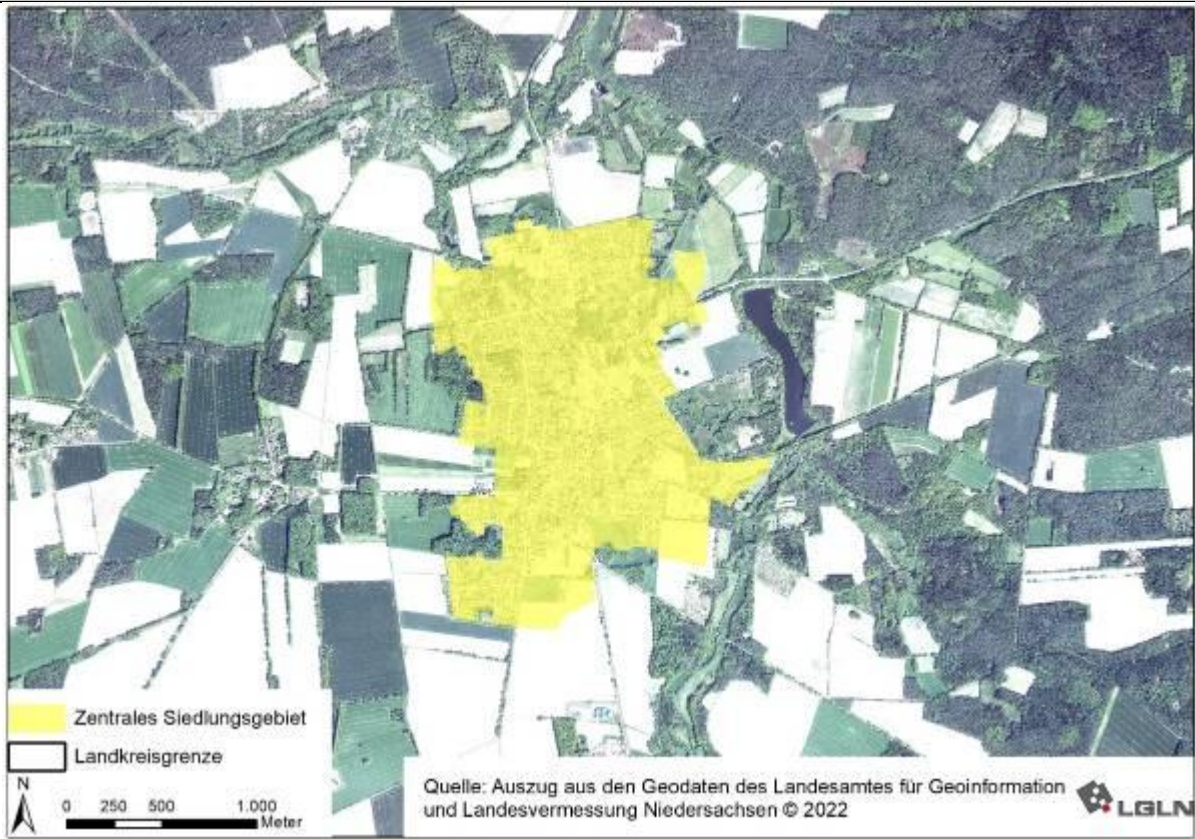 Zentrales Siedlungsgebiet
Landkreisgrenze
N
0 250 500 1.000
Meter
Quelle: Auszug aus den Geodaten des Landesamtes für Geoinformation
und Landesvermessung Niedersachsen © 2022
LGLN